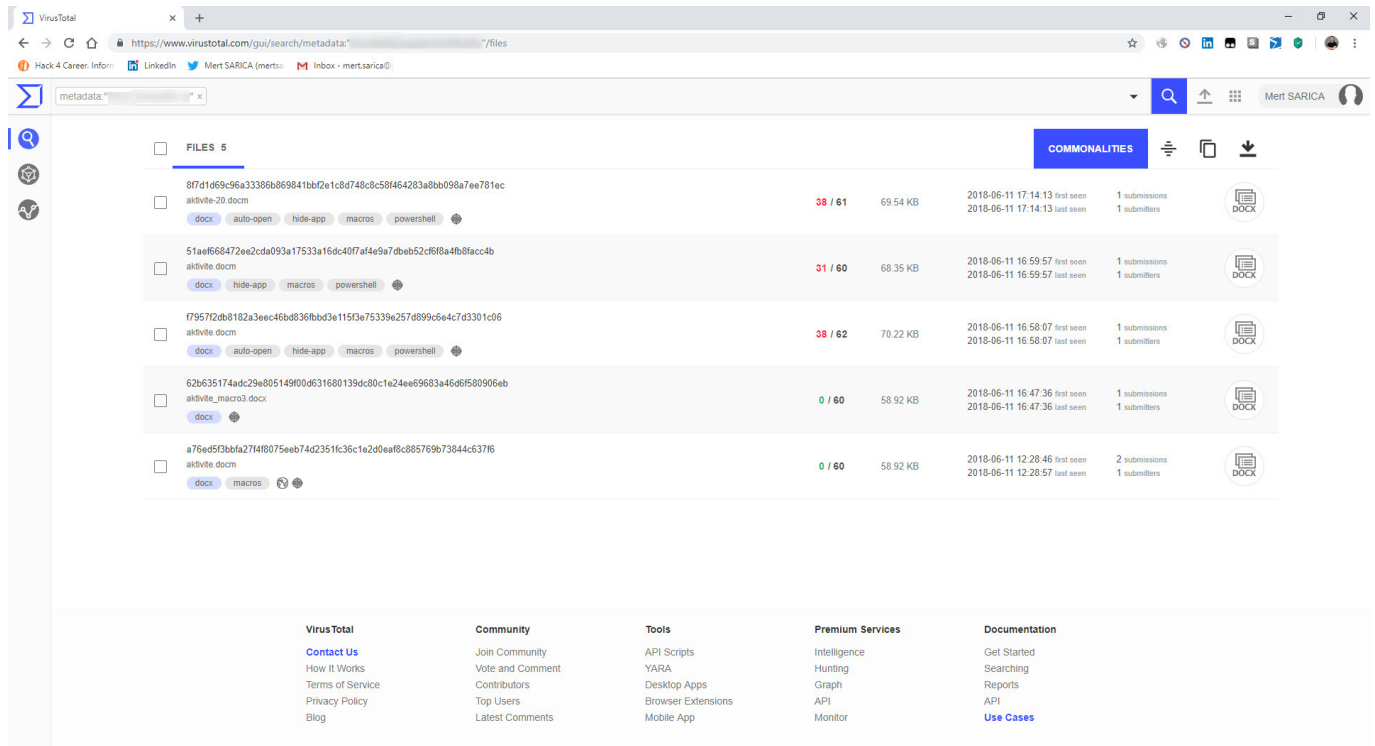 VirusTotal
https://www.virustotal.com/gui/search/metadata:" "/files
Hack 4 Career. Inform LinkedIn Mert SARICA (mertsa Inbox - mert.sarica@
metadata:" " × Mert SARICA
FILES 5 COMMONALITIES
8f7d1d69c96a33386b869841bbf2e1c8d748c8c58f464283a8bb098a7ee781ec
aktivite-20.docm
docx auto-open hide-app macros powershell
38 / 61 69.54 KB
2018-06-11 17:14:13 first seen 1 submissions
2018-06-11 17:14:13 last seen 1 submitters
DOCX
51aef668472ee2cda093a17533a16dc40f7af4e9a7dbeb52cf6f8a4fb8facc4b
aktivite.docm
docx hide-app macros powershell
31 / 60 68.35 KB
2018-06-11 16:59:57 first seen 1 submissions
2018-06-11 16:59:57 last seen 1 submitters
DOCX
f7957f2db8182a3eec46bd836fbbd3e115f3e75339e257d899c6e4c7d3301c06
aktivite.docm
docx auto-open hide-app macros powershell
38 / 62 70.22 KB
2018-06-11 16:58:07 first seen 1 submissions
2018-06-11 16:58:07 last seen 1 submitters
DOCX
62b635174adc29e805149f00d631680139dc80c1e24ee69683a46d6f580906eb
aktivite_macro3.docx
docx
0 / 60 58.92 KB
2018-06-11 16:47:36 first seen 1 submissions
2018-06-11 16:47:36 last seen 1 submitters
DOCX
a76ed5f3bbfa27f4f8075eeb74d2351fc36c1e2d0eaf8c885769b73844c637f6
aktivite.docm
docx macros
0 / 60 58.92 KB
2018-06-11 12:28:46 first seen 2 submissions
2018-06-11 12:28:57 last seen 1 submitters
DOCX
VirusTotal Community Tools Premium Services Documentation
Contact Us Join Community API Scripts Intelligence Get Started
How It Works Vote and Comment YARA Hunting Searching
Terms of Service Contributors Desktop Apps Graph Reports
Privacy Policy Top Users Browser Extensions API API
Blog Latest Comments Mobile App Monitor Use Cases